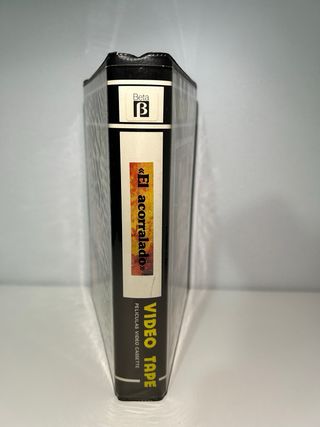 Beta
β
«El acorralado»
VIDEO TAPE
PELICULAS VIDEO CASSETTE